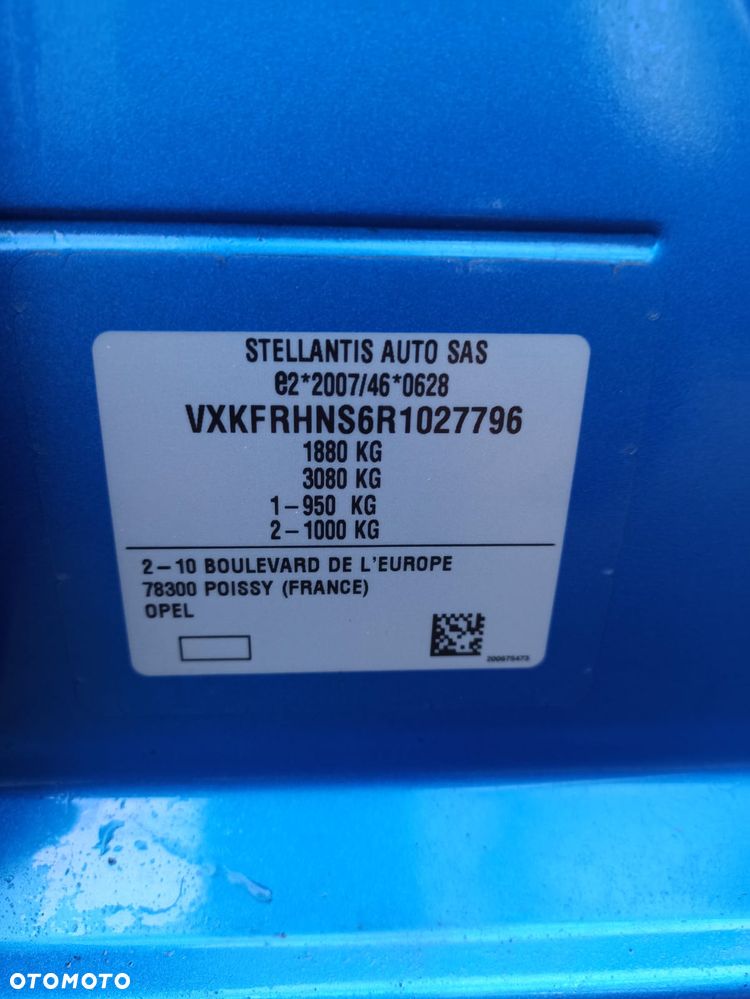 STELLANTIS AUTO SAS
e2*2007/46*0628
VXKFRHNS6R1027796
1880 KG
3080 KG
1-950 KG
2-1000 KG
2-10 BOULEVARD DE L'EUROPE
78300 POISSY (FRANCE)
OPEL
200675473
OTOMOTO